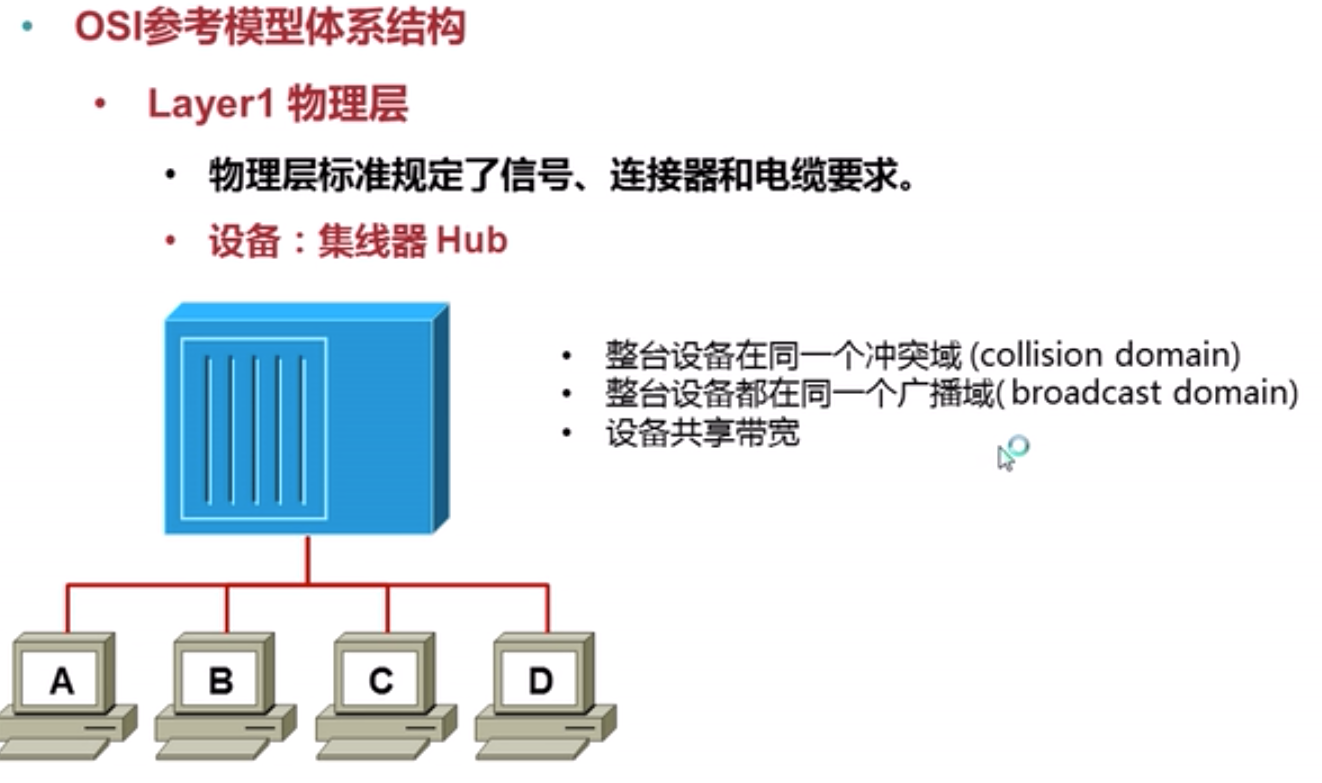 • OSI参考模型体系结构
• Layer1 物理层
• 物理层标准规定了信号、连接器和电缆要求。
• 设备：集线器 Hub
• 整台设备在同一个冲突域 (collision domain)
• 整台设备都在同一个广播域( broadcast domain)
• 设备共享带宽
A B C D